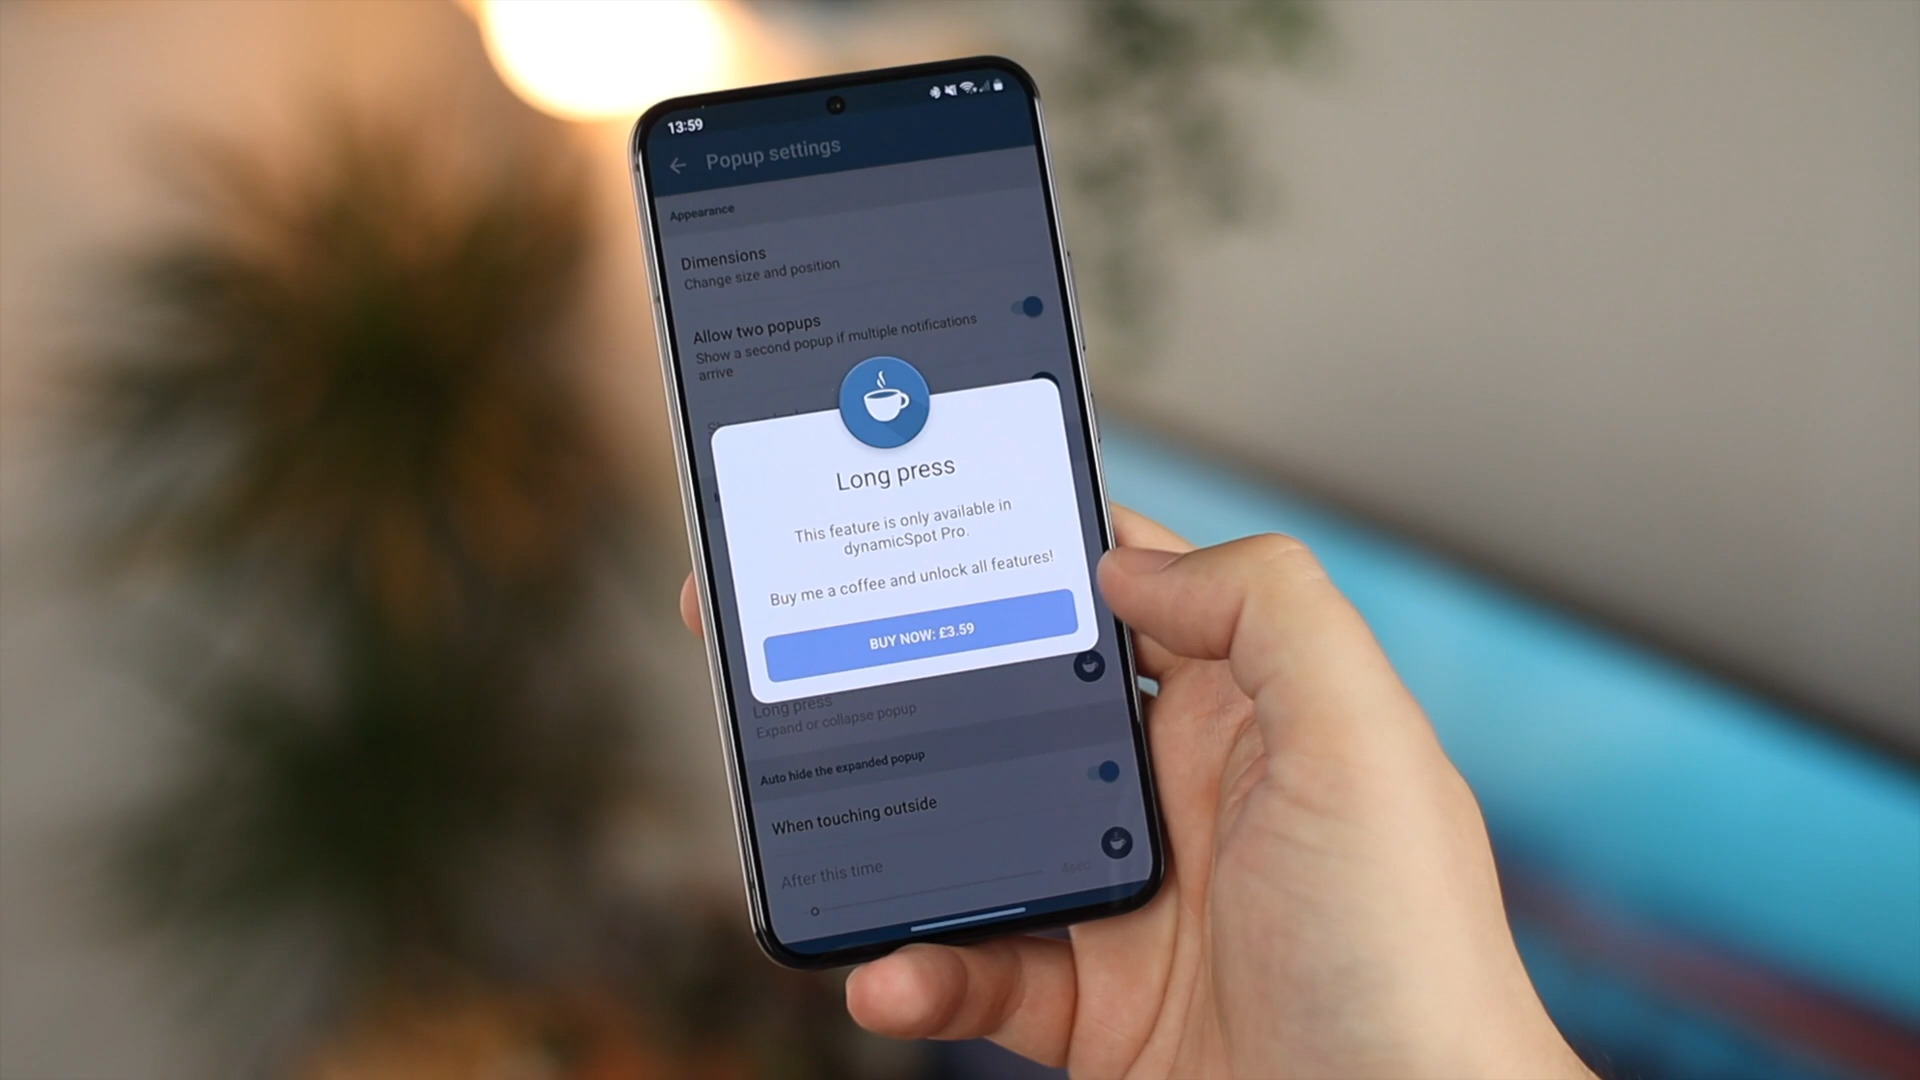 13:59
Popup settings
Appearance
Dimensions
Change size and position
Allow two popups
Show a second popup if multiple notifications
arrive
Long press
This feature is only available in
dynamicSpot Pro.
Buy me a coffee and unlock all features!
BUY NOW: £3.59
Long press
Expand or collapse popup
Auto hide the expanded popup
When touching outside
After this time
4sec